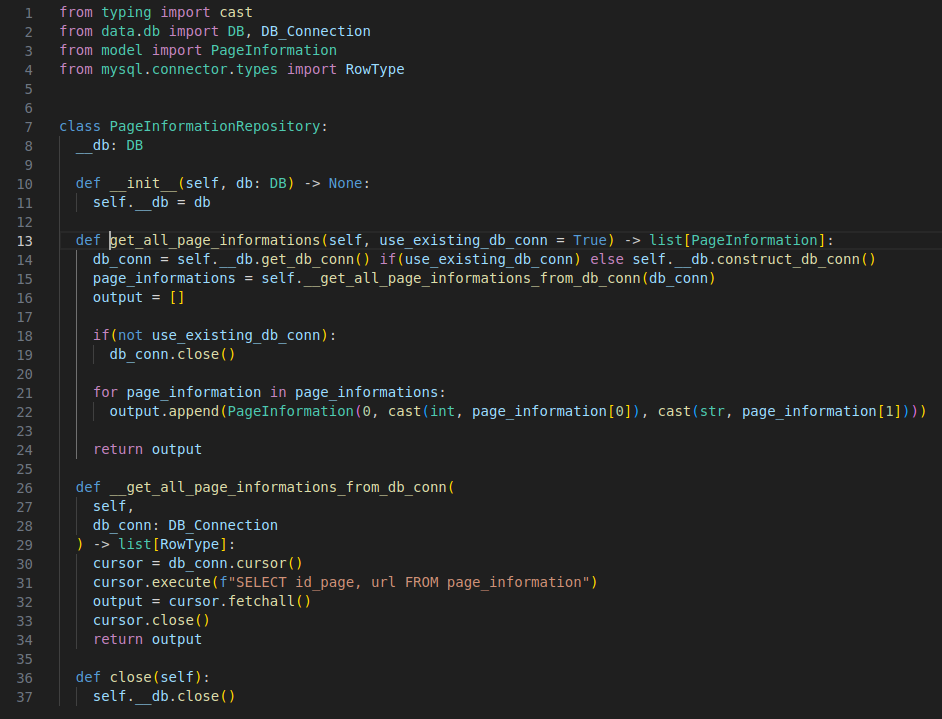 1 from typing import cast
2 from data.db import DB, DB_Connection
3 from model import PageInformation
4 from mysql.connector.types import RowType
5
6
7 class PageInformationRepository:
8   __db: DB
9
10   def __init__(self, db: DB) -> None:
11     self.__db = db
12
13   def get_all_page_informations(self, use_existing_db_conn = True) -> list[PageInformation]:
14     db_conn = self.__db.get_db_conn() if(use_existing_db_conn) else self.__db.construct_db_conn()
15     page_informations = self.__get_all_page_informations_from_db_conn(db_conn)
16     output = []
17
18     if(not use_existing_db_conn):
19       db_conn.close()
20
21     for page_information in page_informations:
22       output.append(PageInformation(0, cast(int, page_information[0]), cast(str, page_information[1])))
23
24     return output
25
26   def __get_all_page_informations_from_db_conn(
27     self,
28     db_conn: DB_Connection
29   ) -> list[RowType]:
30     cursor = db_conn.cursor()
31     cursor.execute(f"SELECT id_page, url FROM page_information")
32     output = cursor.fetchall()
33     cursor.close()
34     return output
35
36   def close(self):
37     self.__db.close()